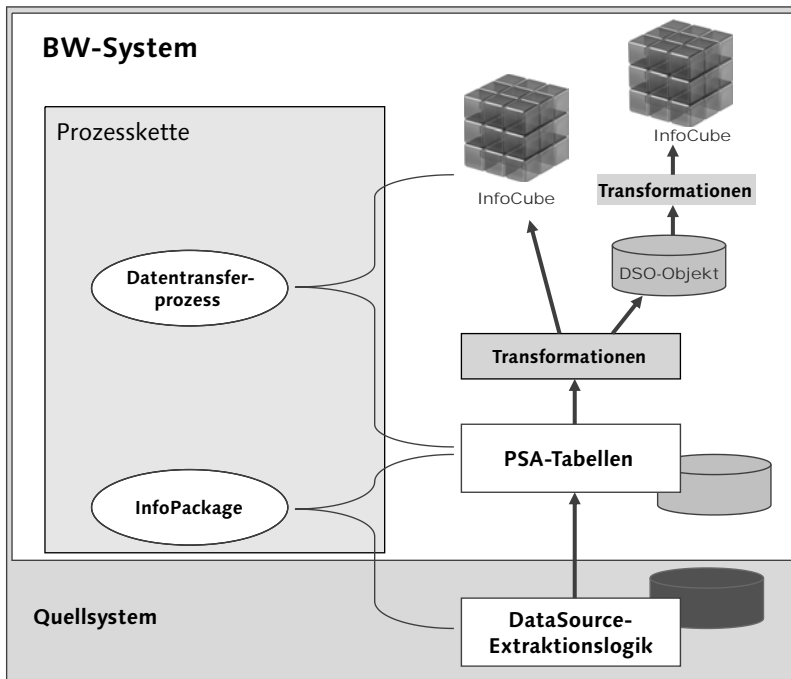 BW-System
Prozesskette
InfoCube
InfoCube
Transformationen
Datentransfer-
prozess
DSO-Objekt
Transformationen
PSA-Tabellen
InfoPackage
Quellsystem
DataSource-
Extraktionslogik